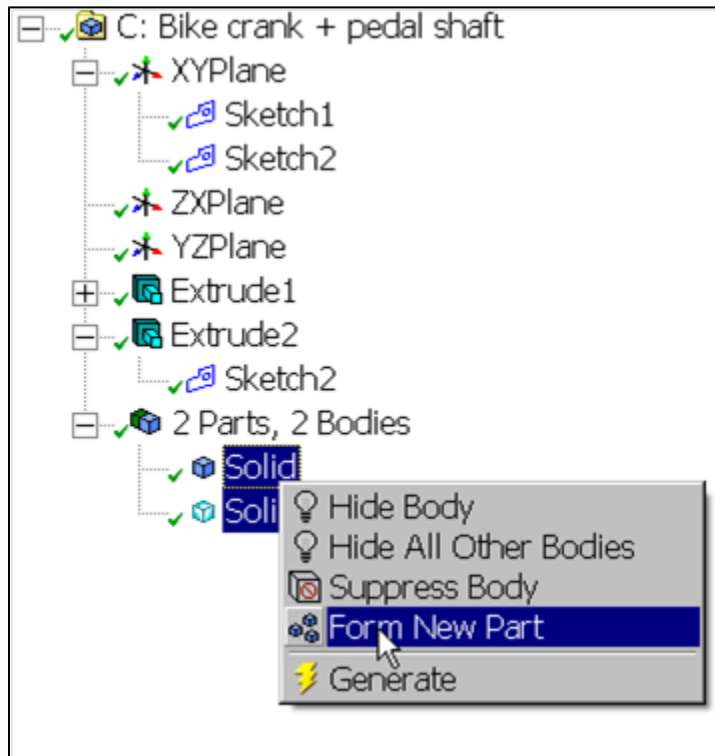 C: Bike crank + pedal shaft
XYPlane
Sketch1
Sketch2
ZXPlane
YZPlane
Extrude1
Extrude2
Sketch2
2 Parts, 2 Bodies
Solid
Soli
Hide Body
Hide All Other Bodies
Suppress Body
Form New Part
Generate